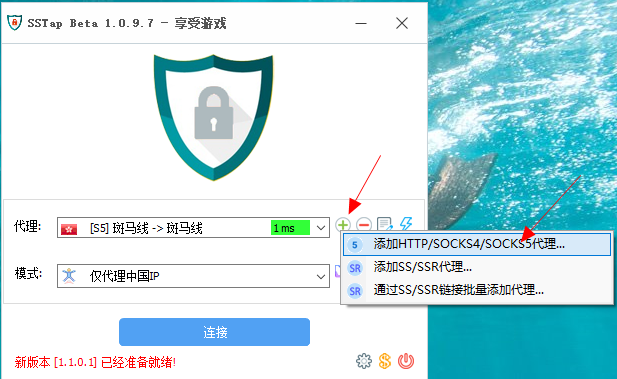 SSTap Beta 1.0.9.7 - 享受游戏
代理: [S5] 斑马线 -> 斑马线 1 ms
S 添加HTTP/SOCKS4/SOCKS5代理...
SR 添加SS/SSR代理...
模式: 仅代理中国IP
SR 通过SS/SSR链接批量添加代理...
连接
新版本 [1.1.0.1] 已经准备就绪!